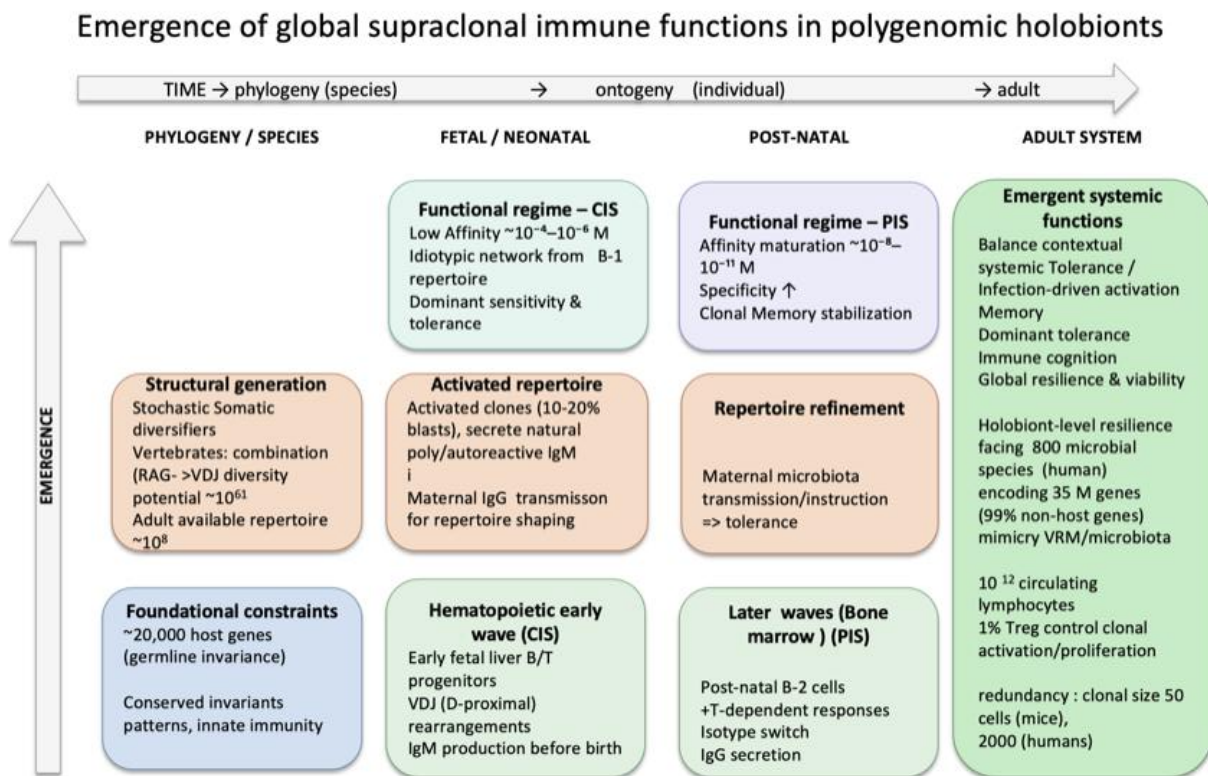 Emergence of global supraclonal immune functions in polygenomic holobionts
TIME → phylogeny (species) → ontogeny (individual) → adult
PHYLOGENY / SPECIES
FETAL / NEONATAL
POST-NATAL
ADULT SYSTEM
EMERGENCE
Functional regime – CIS
Low Affinity ~10⁻⁴–10⁻⁶ M
Idiotypic network from B-1
repertoire
Dominant sensitivity &
tolerance
Functional regime – PIS
Affinity maturation ~10⁻⁸–
10⁻¹¹ M
Specificity ↑
Clonal Memory stabilization
Structural generation
Stochastic Somatic
diversifiers
Vertebrates: combination
(RAG- >VDJ diversity
potential ~10⁶¹
Adult available repertoire
~10⁸
Activated repertoire
Activated clones (10-20%
blasts), secrete natural
poly/autoreactive IgM
i
Maternal IgG transmisson
for repertoire shaping
Repertoire refinement
Maternal microbiota
transmission/instruction
=> tolerance
Foundational constraints
~20,000 host genes
(germline invariance)
Conserved invariants
patterns, innate immunity
Hematopoietic early
wave (CIS)
Early fetal liver B/T
progenitors
VDJ (D-proximal)
rearrangements
IgM production before birth
Later waves (Bone
marrow ) (PIS)
Post-natal B-2 cells
+T-dependent responses
Isotype switch
IgG secretion
Emergent systemic
functions
Balance contextual
systemic Tolerance /
Infection-driven activation
Memory
Dominant tolerance
Immune cognition
Global resilience & viability
Holobiont-level resilience
facing 800 microbial
species (human)
encoding 35 M genes
(99% non-host genes)
mimicry VRM/microbiota
10 ¹² circulating
lymphocytes
1% Treg control clonal
activation/proliferation
redundancy : clonal size 50
cells (mice),
2000 (humans)